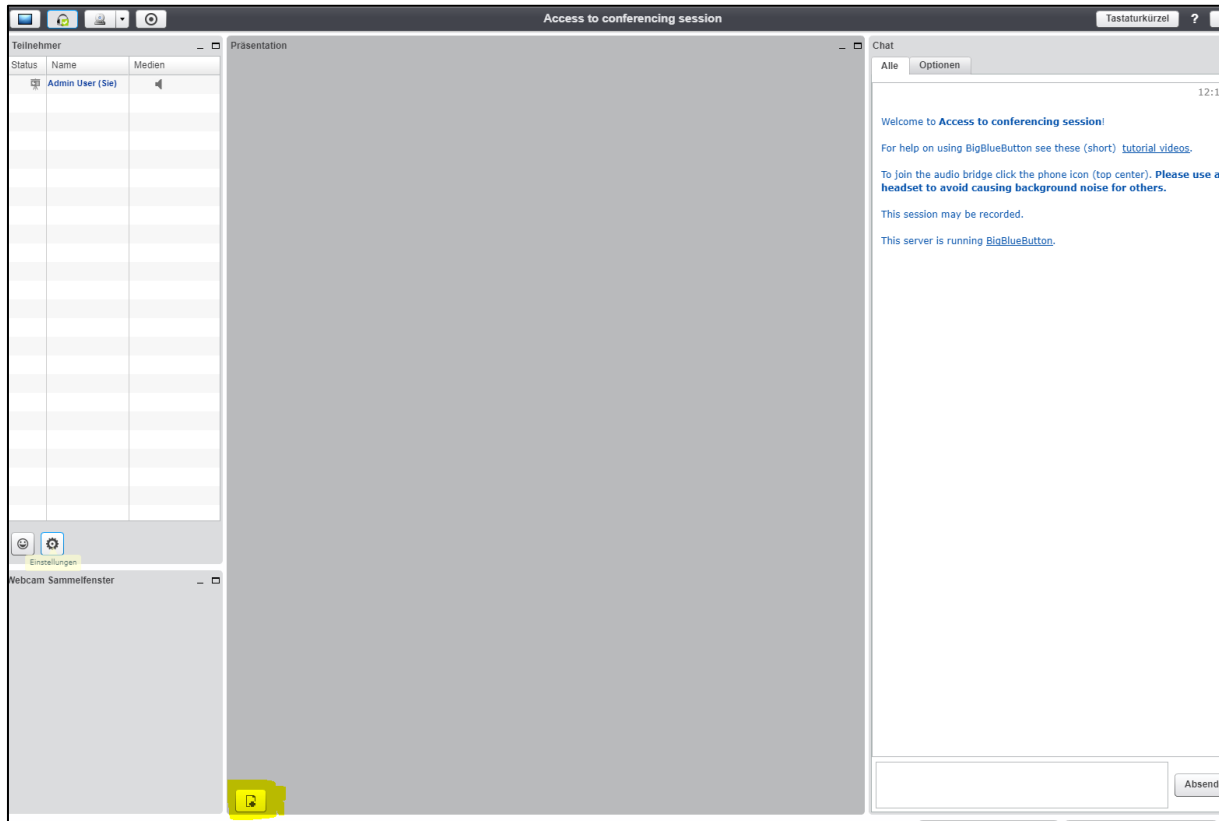 Access to conferencing session
Tastaturkürzel ?
Teilnehmer
Status Name Medien
Admin User (Sie)
Einstellungen
Webcam Sammelfenster
Präsentation
Chat
Alle Optionen
12:1
Welcome to Access to conferencing session!
For help on using BigBlueButton see these (short) tutorial videos.
To join the audio bridge click the phone icon (top center). Please use a
headset to avoid causing background noise for others.
This session may be recorded.
This server is running BigBlueButton.
Absend